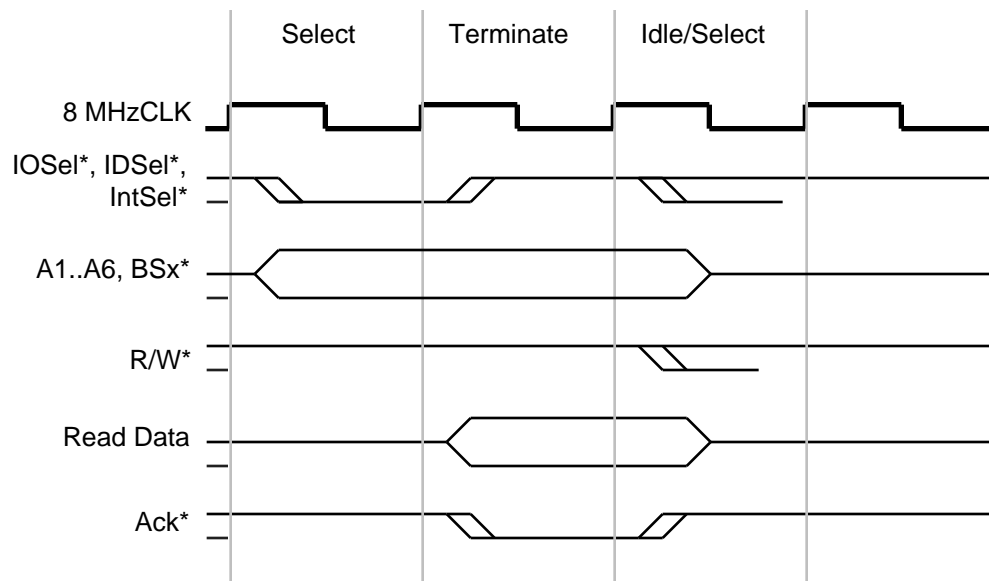 Select Terminate Idle/Select
8 MHzCLK
IOSel*, IDSel*,
IntSel*
A1..A6, BSx*
R/W*
Read Data
Ack*